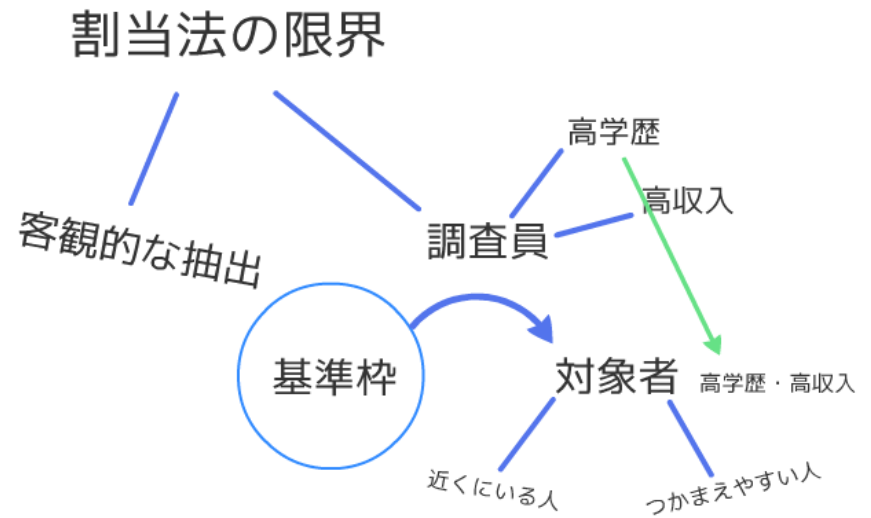 割当法の限界
高学歴
高収入
客観的な抽出
調査員
基準枠
対象者
高学歴・高収入
近くにいる人
つかまえやすい人